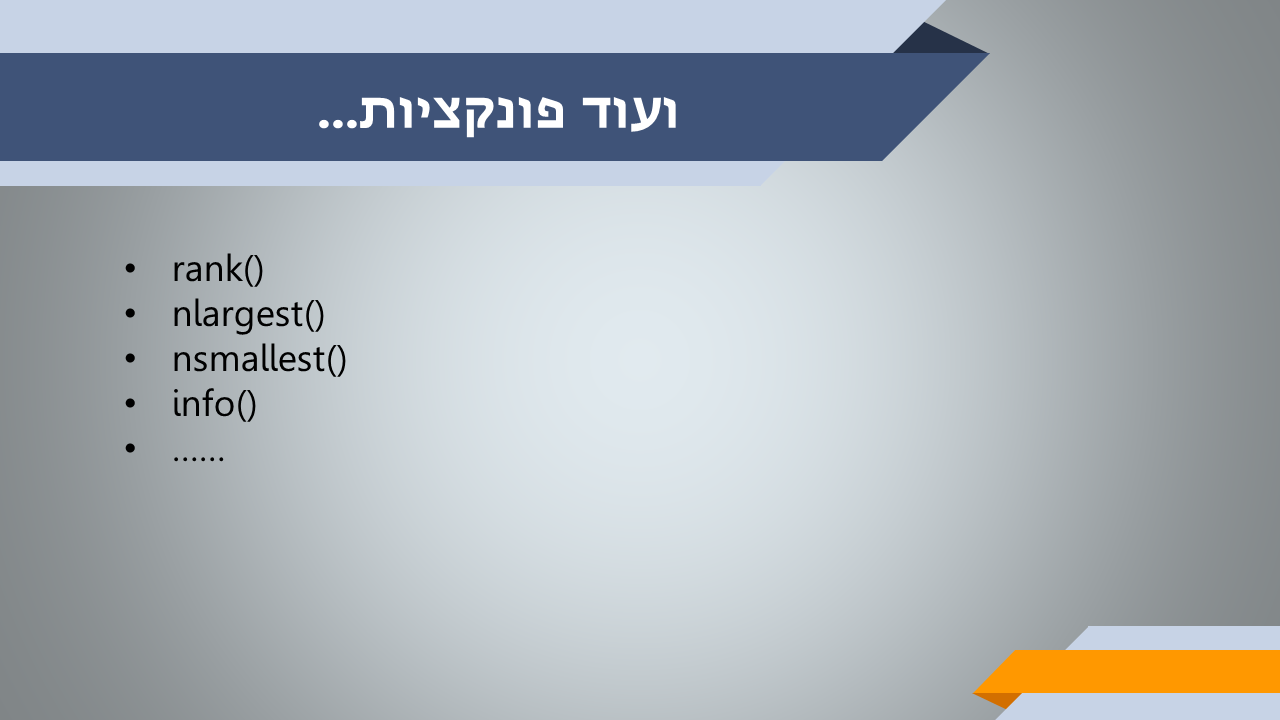 ועוד פונקציות...
• rank()
• nlargest()
• nsmallest()
• info()
• ......